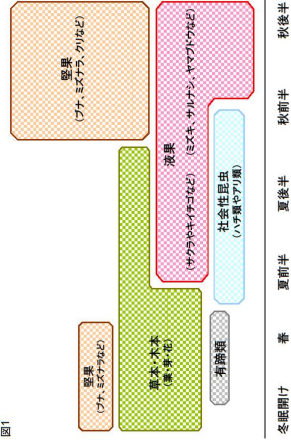 図1
堅果
(ブナ、ミズナラなど)
堅果
(ブナ、ミズナラ、クリなど)
草本・木本
(葉・芽・花)
液果
(サクラやキイチゴなど)
(ミズキ、サルナシ、ヤマブドウなど)
有蹄類
社会性昆虫
(ハチ類やアリ類)
冬眠開け
春
夏前半
夏後半
秋前半
秋後半